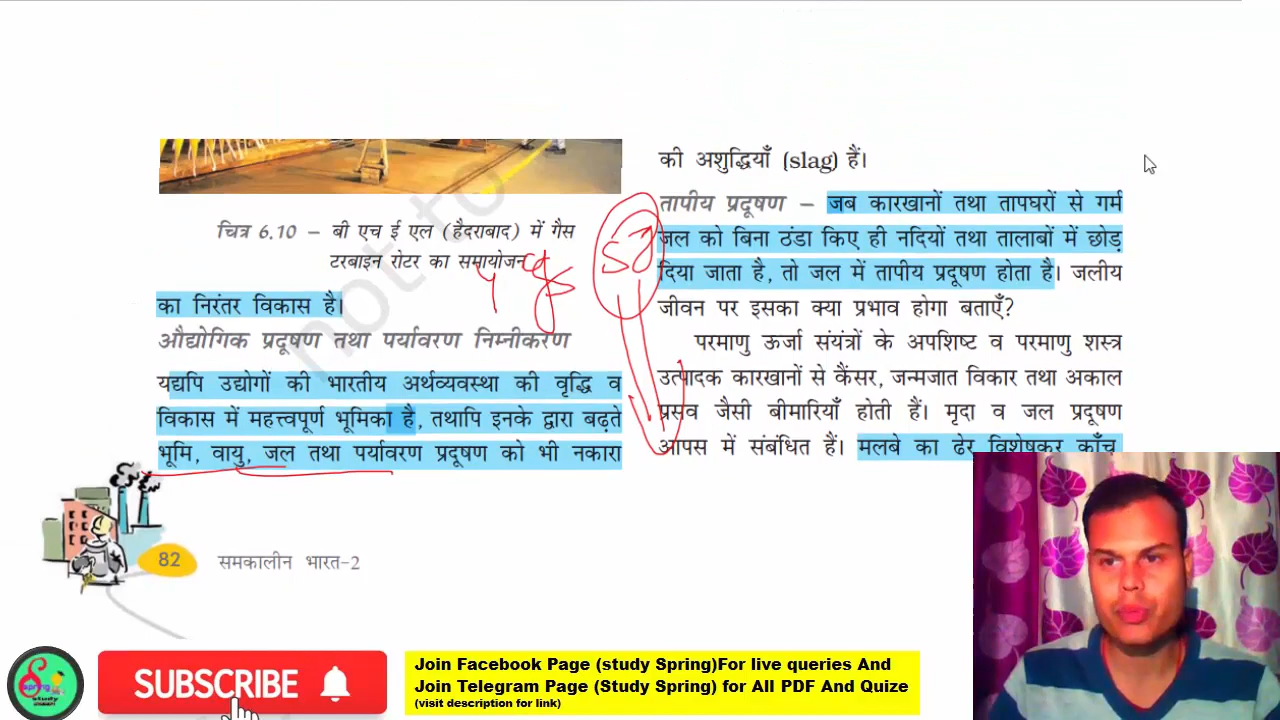 चित्र 6.10 – बी एच ई एल (हैदराबाद) में गैस
टरबाइन रोटर का समायोजन
का निरंतर विकास है।
औद्योगिक प्रदूषण तथा पर्यावरण निम्नीकरण
यद्यपि उद्योगों की भारतीय अर्थव्यवस्था की वृद्धि व
विकास में महत्त्वपूर्ण भूमिका है, तथापि इनके द्वारा बढ़ते
भूमि, वायु, जल तथा पर्यावरण प्रदूषण को भी नकारा
82 समकालीन भारत-2
की अशुद्धियाँ (slag) हैं।
तापीय प्रदूषण – जब कारखानों तथा तापघरों से गर्म
जल को बिना ठंडा किए ही नदियों तथा तालाबों में छोड़
दिया जाता है, तो जल में तापीय प्रदूषण होता है। जलीय
जीवन पर इसका क्या प्रभाव होगा बताएँ?
परमाणु ऊर्जा संयंत्रों के अपशिष्ट व परमाणु शस्त्र
उत्पादक कारखानों से कैंसर, जन्मजात विकार तथा अकाल
प्रसव जैसी बीमारियाँ होती हैं। मृदा व जल प्रदूषण
आपस में संबंधित हैं। मलबे का ढेर विशेषकर काँच,
not to
SUBSCRIBE
Join Facebook Page (study Spring)For live queries And
Join Telegram Page (Study Spring) for All PDF And Quize
(visit description for link)